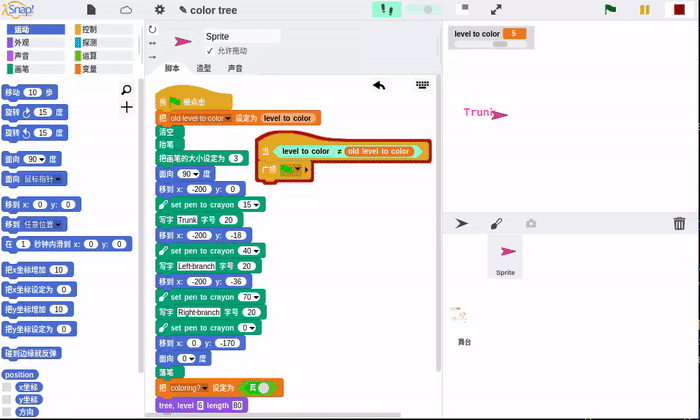 Snap!
color tree
运动
控制
外观
探测
声音
运算
画笔
变量
移动 10 步
旋转 15 度
旋转 15 度
面向 90 度
面向 鼠标指针
移到 x: 0 y: 0
移到 任意位置
在 1 秒钟内滑到 x: 0 y: 0
把x坐标增加 10
把x坐标设定为 0
把y坐标增加 10
把y坐标设定为 0
碰到边缘就反弹
position
x坐标
y坐标
方向
Sprite
允许拖动
脚本
造型
声音
当 被点击
把 old level to color 设定为 level to color
清空
抬笔
把画笔的大小设定为 3
面向 90 度
移到 x: -200 y: 0
set pen to crayon 15
写字 Trunk 字号 20
移到 x: -200 y: -18
set pen to crayon 40
写字 Left·branch 字号 20
移到 x: -200 y: -36
set pen to crayon 70
写字 Right·branch 字号 20
set pen to crayon 0
移到 x: 0 y: -170
面向 0 度
落笔
把 coloring? 设定为 真
tree, level 6 length 80
当 level to color ≠ old level to color
广播
level to color 5
Trunk
Sprite
舞台